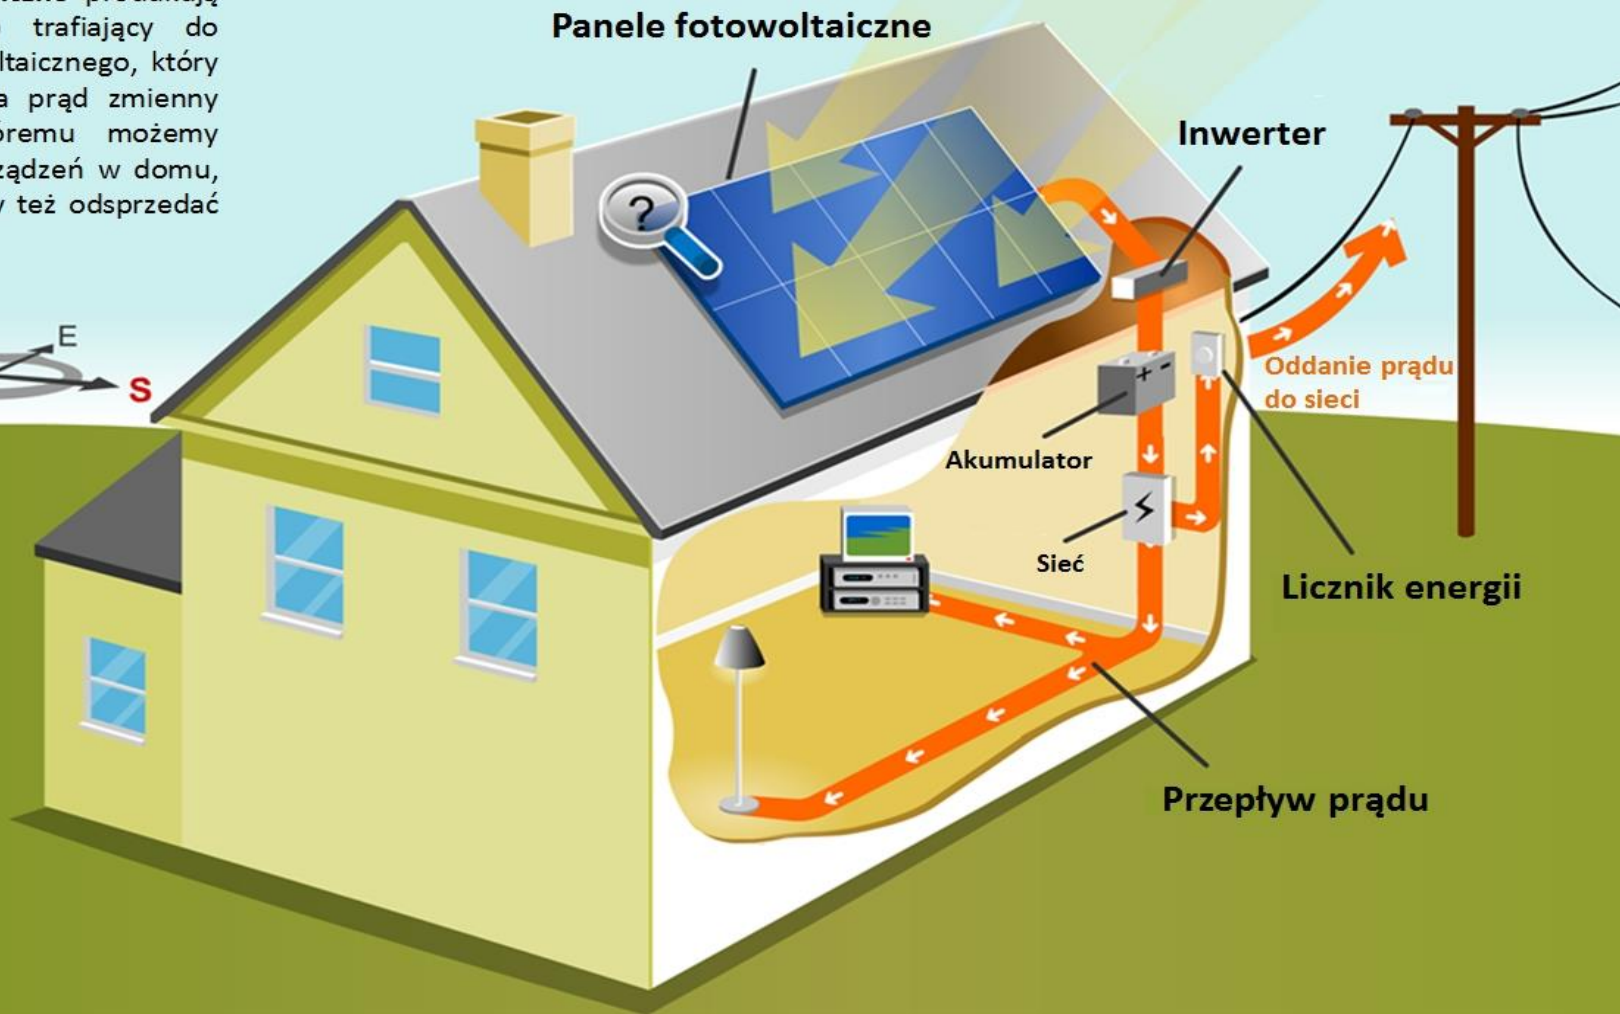 produkują
trafiający do
ltaicznego, który
a prąd zmienny
óremu możemy
ządzeń w domu,
też odsprzedać
Panele fotowoltaiczne
?
Inwerter
E
S
Oddanie prądu
do sieci
+ -
Akumulator
Sieć
Licznik energii
Przepływ prądu